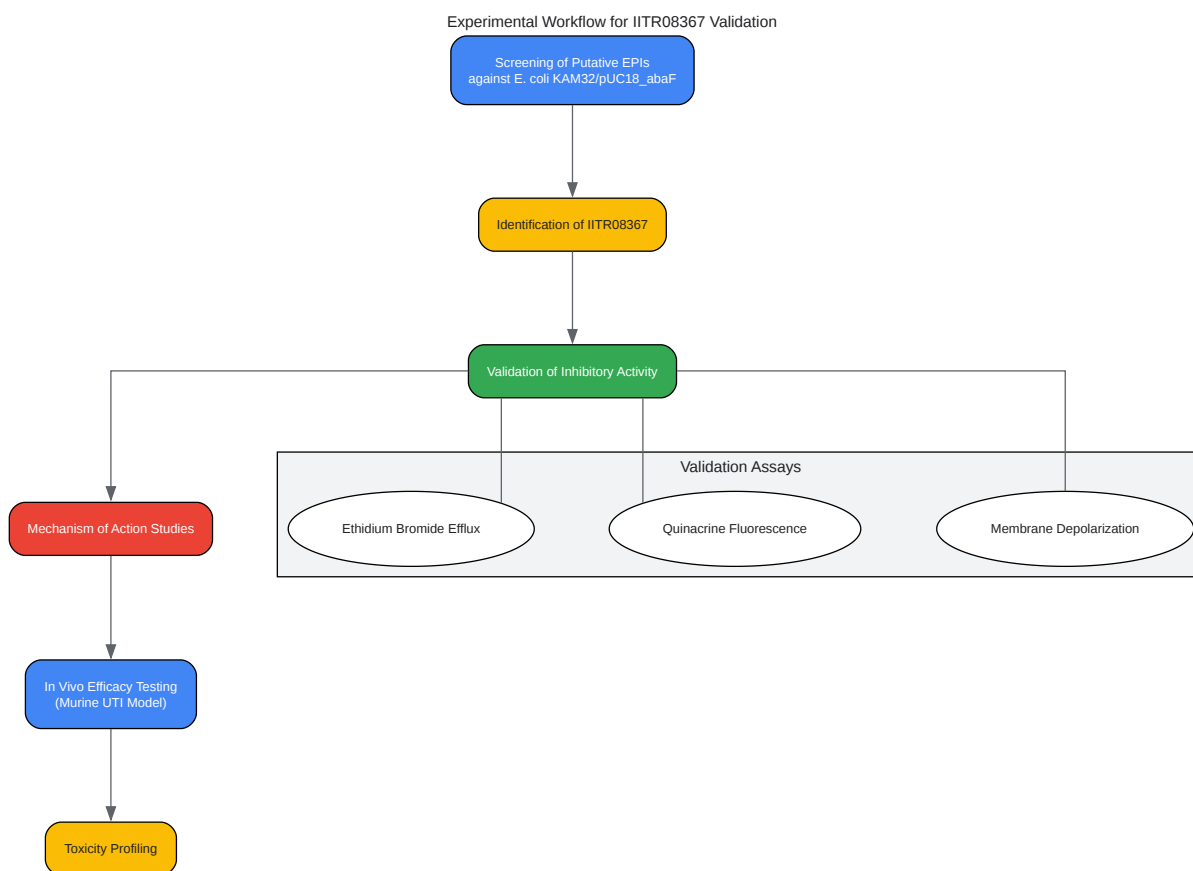 Experimental Workflow for IITR08367 Validation
Screening of Putative EPIs
against E. coli KAM32/pUC18_abaF
Identification of IITR08367
Validation of Inhibitory Activity
Validation Assays
Mechanism of Action Studies
Ethidium Bromide Efflux
Quinacrine Fluorescence
Membrane Depolarization
In Vivo Efficacy Testing
(Murine UTI Model)
Toxicity Profiling